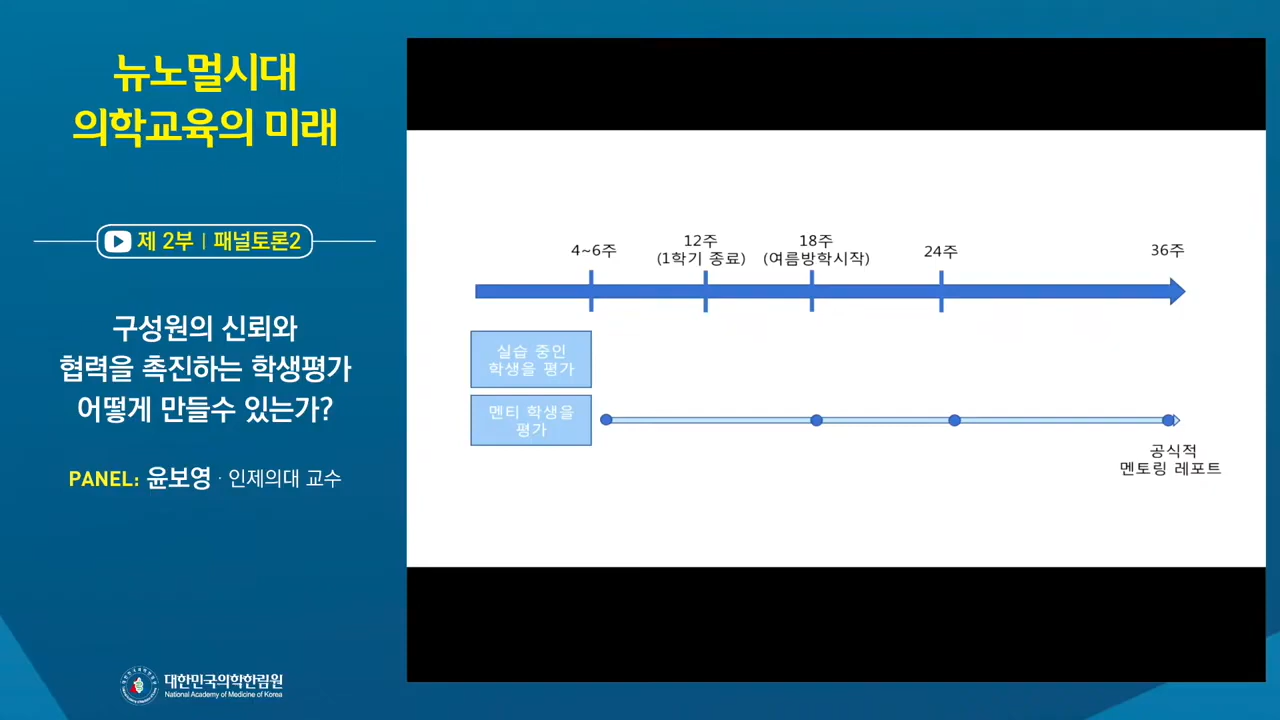 뉴노멀시대
의학교육의 미래
제 2부 | 패널토론2
구성원의 신뢰와
협력을 촉진하는 학생평가
어떻게 만들수 있는가?
PANEL: 윤보영 · 인제의대 교수
대한민국의학한림원
National Academy of Medicine of Korea
4~6주
12주
(1학기 종료)
18주
(여름방학시작)
24주
36주
실습 중인
학생을 평가
멘티 학생을
평가
공식적
멘토링 레포트